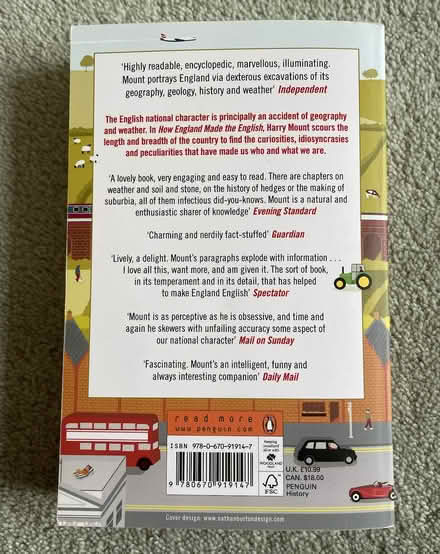 ‘Highly readable, encyclopedic, marvellous, illuminating.
Mount portrays England via dexterous excavations of its
geography, geology, history and weather’ Independent
The English national character is principally an accident of geography
and weather. In How England Made the English, Harry Mount scours the
length and breadth of the country to find the curiosities, idiosyncrasies
and peculiarities that have made us who and what we are.
‘A lovely book, very engaging and easy to read. There are chapters on
weather and soil and stone, on the history of hedges or the making of
suburbia, all of them infectious did-you-knows. Mount is a natural and
enthusiastic sharer of knowledge’ Evening Standard
‘Charming and nerdily fact-stuffed’ Guardian
‘Lively, a delight. Mount's paragraphs explode with information . . .
I love all this, want more, and am given it. The sort of book,
in its temperament and in its detail, that has helped
to make England English’ Spectator
‘Mount is as perceptive as he is obsessive, and time and
again he skewers with unfailing accuracy some aspect of
our national character’ Mail on Sunday
‘Fascinating. Mount's an intelligent, funny and
always interesting companion’ Daily Mail
read more
www.penguin.com
ISBN 978-0-670-91914-7
9 780670 919147
FSC
WOODLAND
U.K. £10.99
CAN. $18.00
PENGUIN
History
Cover design: www.nathanburtondesign.com